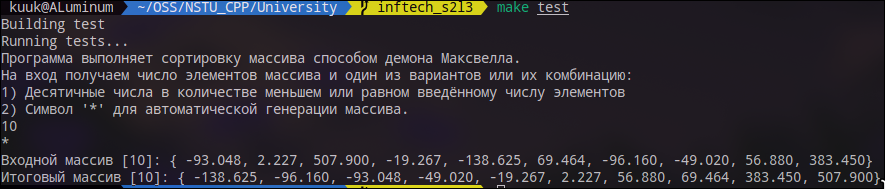 kuuk@ALuminum ~/OSS/NSTU_CPP/University inftech_s2l3 make test
Building test
Running tests...
Программа выполняет сортировку массива способом демона Максвелла.
На вход получаем число элементов массива и один из вариантов или их комбинацию:
1) Десятичные числа в количестве меньшем или равном введённому числу элементов
2) Символ '*' для автоматической генерации массива.
10
*
Входной массив [10]: { -93.048, 2.227, 507.900, -19.267, -138.625, 69.464, -96.160, -49.020, 56.880, 383.450}
Итоговый массив [10]: { -138.625, -96.160, -93.048, -49.020, -19.267, 2.227, 56.880, 69.464, 383.450, 507.900}.